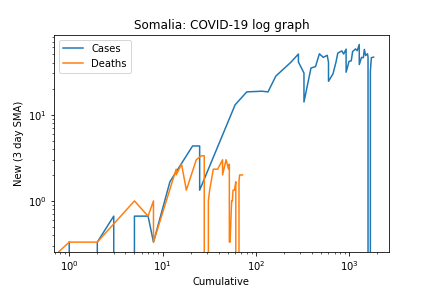 Somalia: COVID-19 log graph
Cases
Deaths
New (3 day SMA)
10¹
10⁰
10⁰
10¹
10²
10³
Cumulative